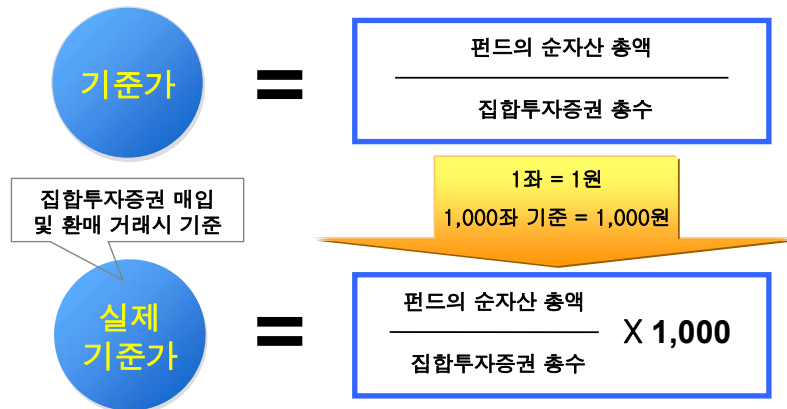 기준가
=
펀드의 순자산 총액
집합투자증권 총수
1좌 = 1원
1,000좌 기준 = 1,000원
집합투자증권 매입
및 환매 거래시 기준
실제
기준가
=
펀드의 순자산 총액
집합투자증권 총수
X 1,000